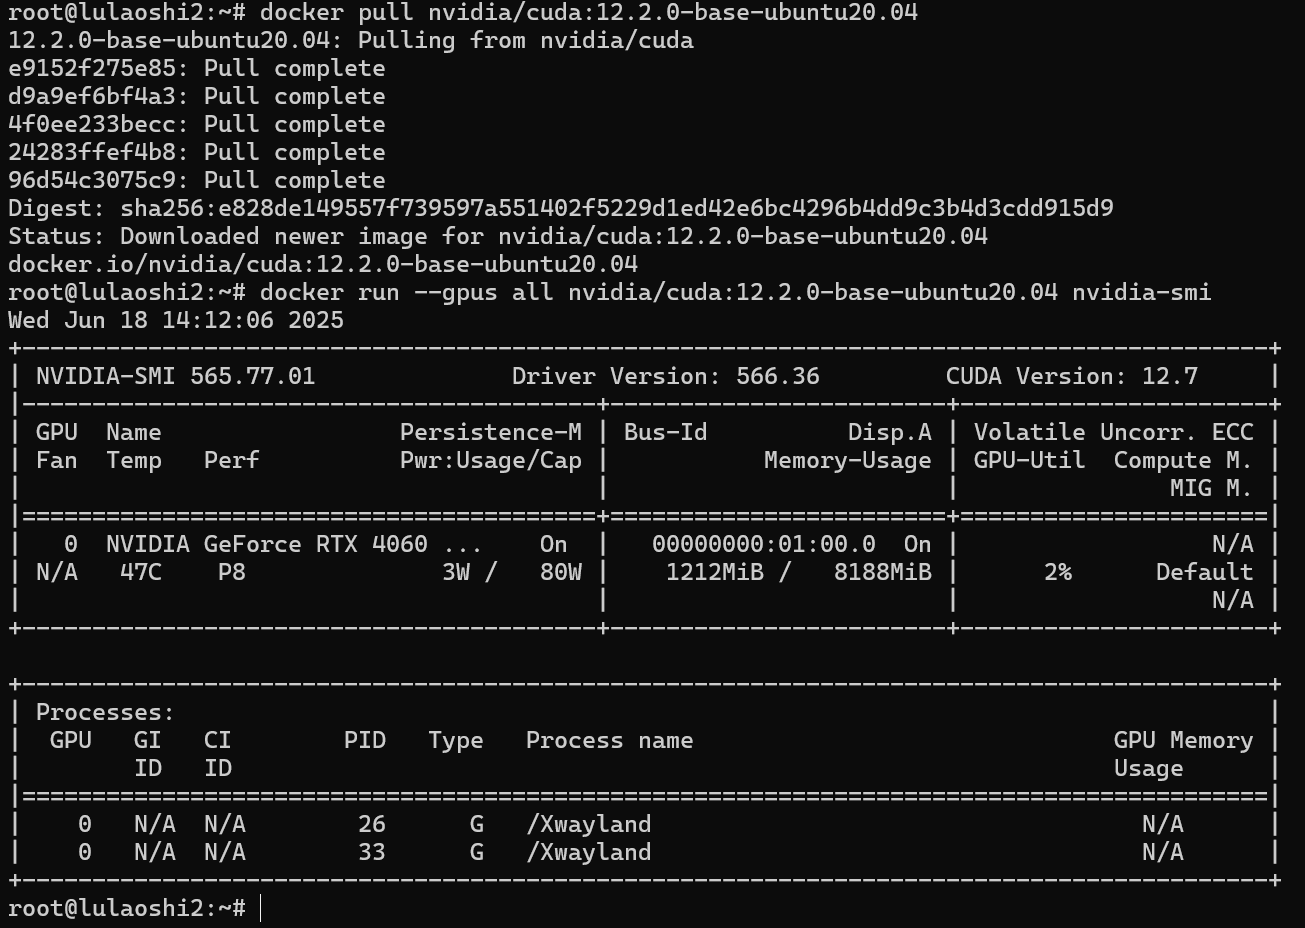 root@lulaoshi2:~# docker pull nvidia/cuda:12.2.0-base-ubuntu20.04
12.2.0-base-ubuntu20.04: Pulling from nvidia/cuda
e9152f275e85: Pull complete
d9a9ef6bf4a3: Pull complete
4f0ee233becc: Pull complete
24283ffef4b8: Pull complete
96d54c3075c9: Pull complete
Digest: sha256:e828de149557f739597a551402f5229d1ed42e6bc4296b4dd9c3b4d3cdd915d9
Status: Downloaded newer image for nvidia/cuda:12.2.0-base-ubuntu20.04
docker.io/nvidia/cuda:12.2.0-base-ubuntu20.04
root@lulaoshi2:~# docker run --gpus all nvidia/cuda:12.2.0-base-ubuntu20.04 nvidia-smi
Wed Jun 18 14:12:06 2025
+-----------------------------------------------------------------------------------------+
| NVIDIA-SMI 565.77.01              Driver Version: 566.36         CUDA Version: 12.7     |
|-----------------------------------------+------------------------+----------------------+
| GPU  Name                 Persistence-M | Bus-Id          Disp.A | Volatile Uncorr. ECC |
| Fan  Temp   Perf          Pwr:Usage/Cap |           Memory-Usage | GPU-Util  Compute M. |
|                                         |                        |               MIG M. |
|=========================================+========================+======================|
|   0  NVIDIA GeForce RTX 4060 ...    On  |   00000000:01:00.0  On |                  N/A |
| N/A   47C    P8                3W /   80W |    1212MiB /   8188MiB |      2%      Default |
|                                         |                        |                  N/A |
+-----------------------------------------+------------------------+----------------------+
+-----------------------------------------------------------------------------------------+
| Processes:                                                                              |
|  GPU   GI   CI        PID   Type   Process name                              GPU Memory |
|        ID   ID                                                               Usage      |
|=========================================================================================|
|    0   N/A  N/A        26      G   /Xwayland                                   N/A      |
|    0   N/A  N/A        33      G   /Xwayland                                   N/A      |
+-----------------------------------------------------------------------------------------+
root@lulaoshi2:~#